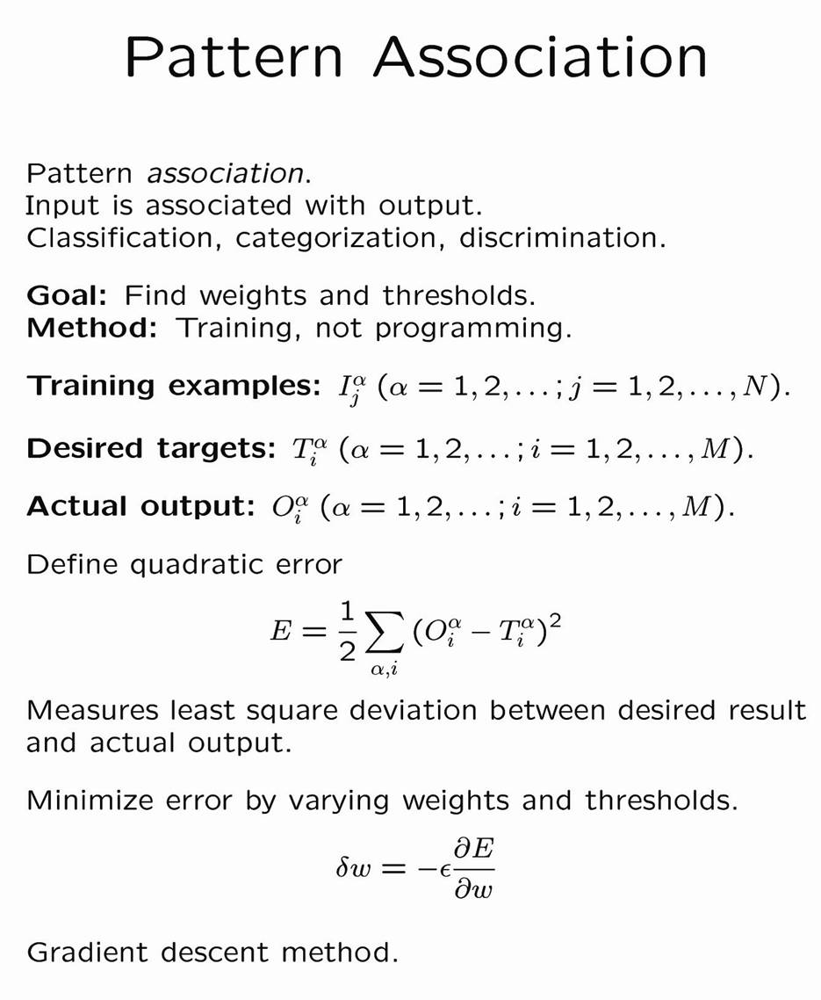 Pattern Association
Pattern association.
Input is associated with output.
Classification, categorization, discrimination.
Goal: Find weights and thresholds.
Method: Training, not programming.
Training examples: $I_j^\alpha$ ($\alpha = 1, 2, \ldots; j = 1, 2, \ldots, N$).
Desired targets: $T_i^\alpha$ ($\alpha = 1, 2, \ldots; i = 1, 2, \ldots, M$).
Actual output: $O_i^\alpha$ ($\alpha = 1, 2, \ldots; i = 1, 2, \ldots, M$).
Define quadratic error
$E = \frac{1}{2} \sum_{\alpha,i} (O_i^\alpha - T_i^\alpha)^2$
Measures least square deviation between desired result
and actual output.
Minimize error by varying weights and thresholds.
$\delta w = -\epsilon \frac{\partial E}{\partial w}$
Gradient descent method.